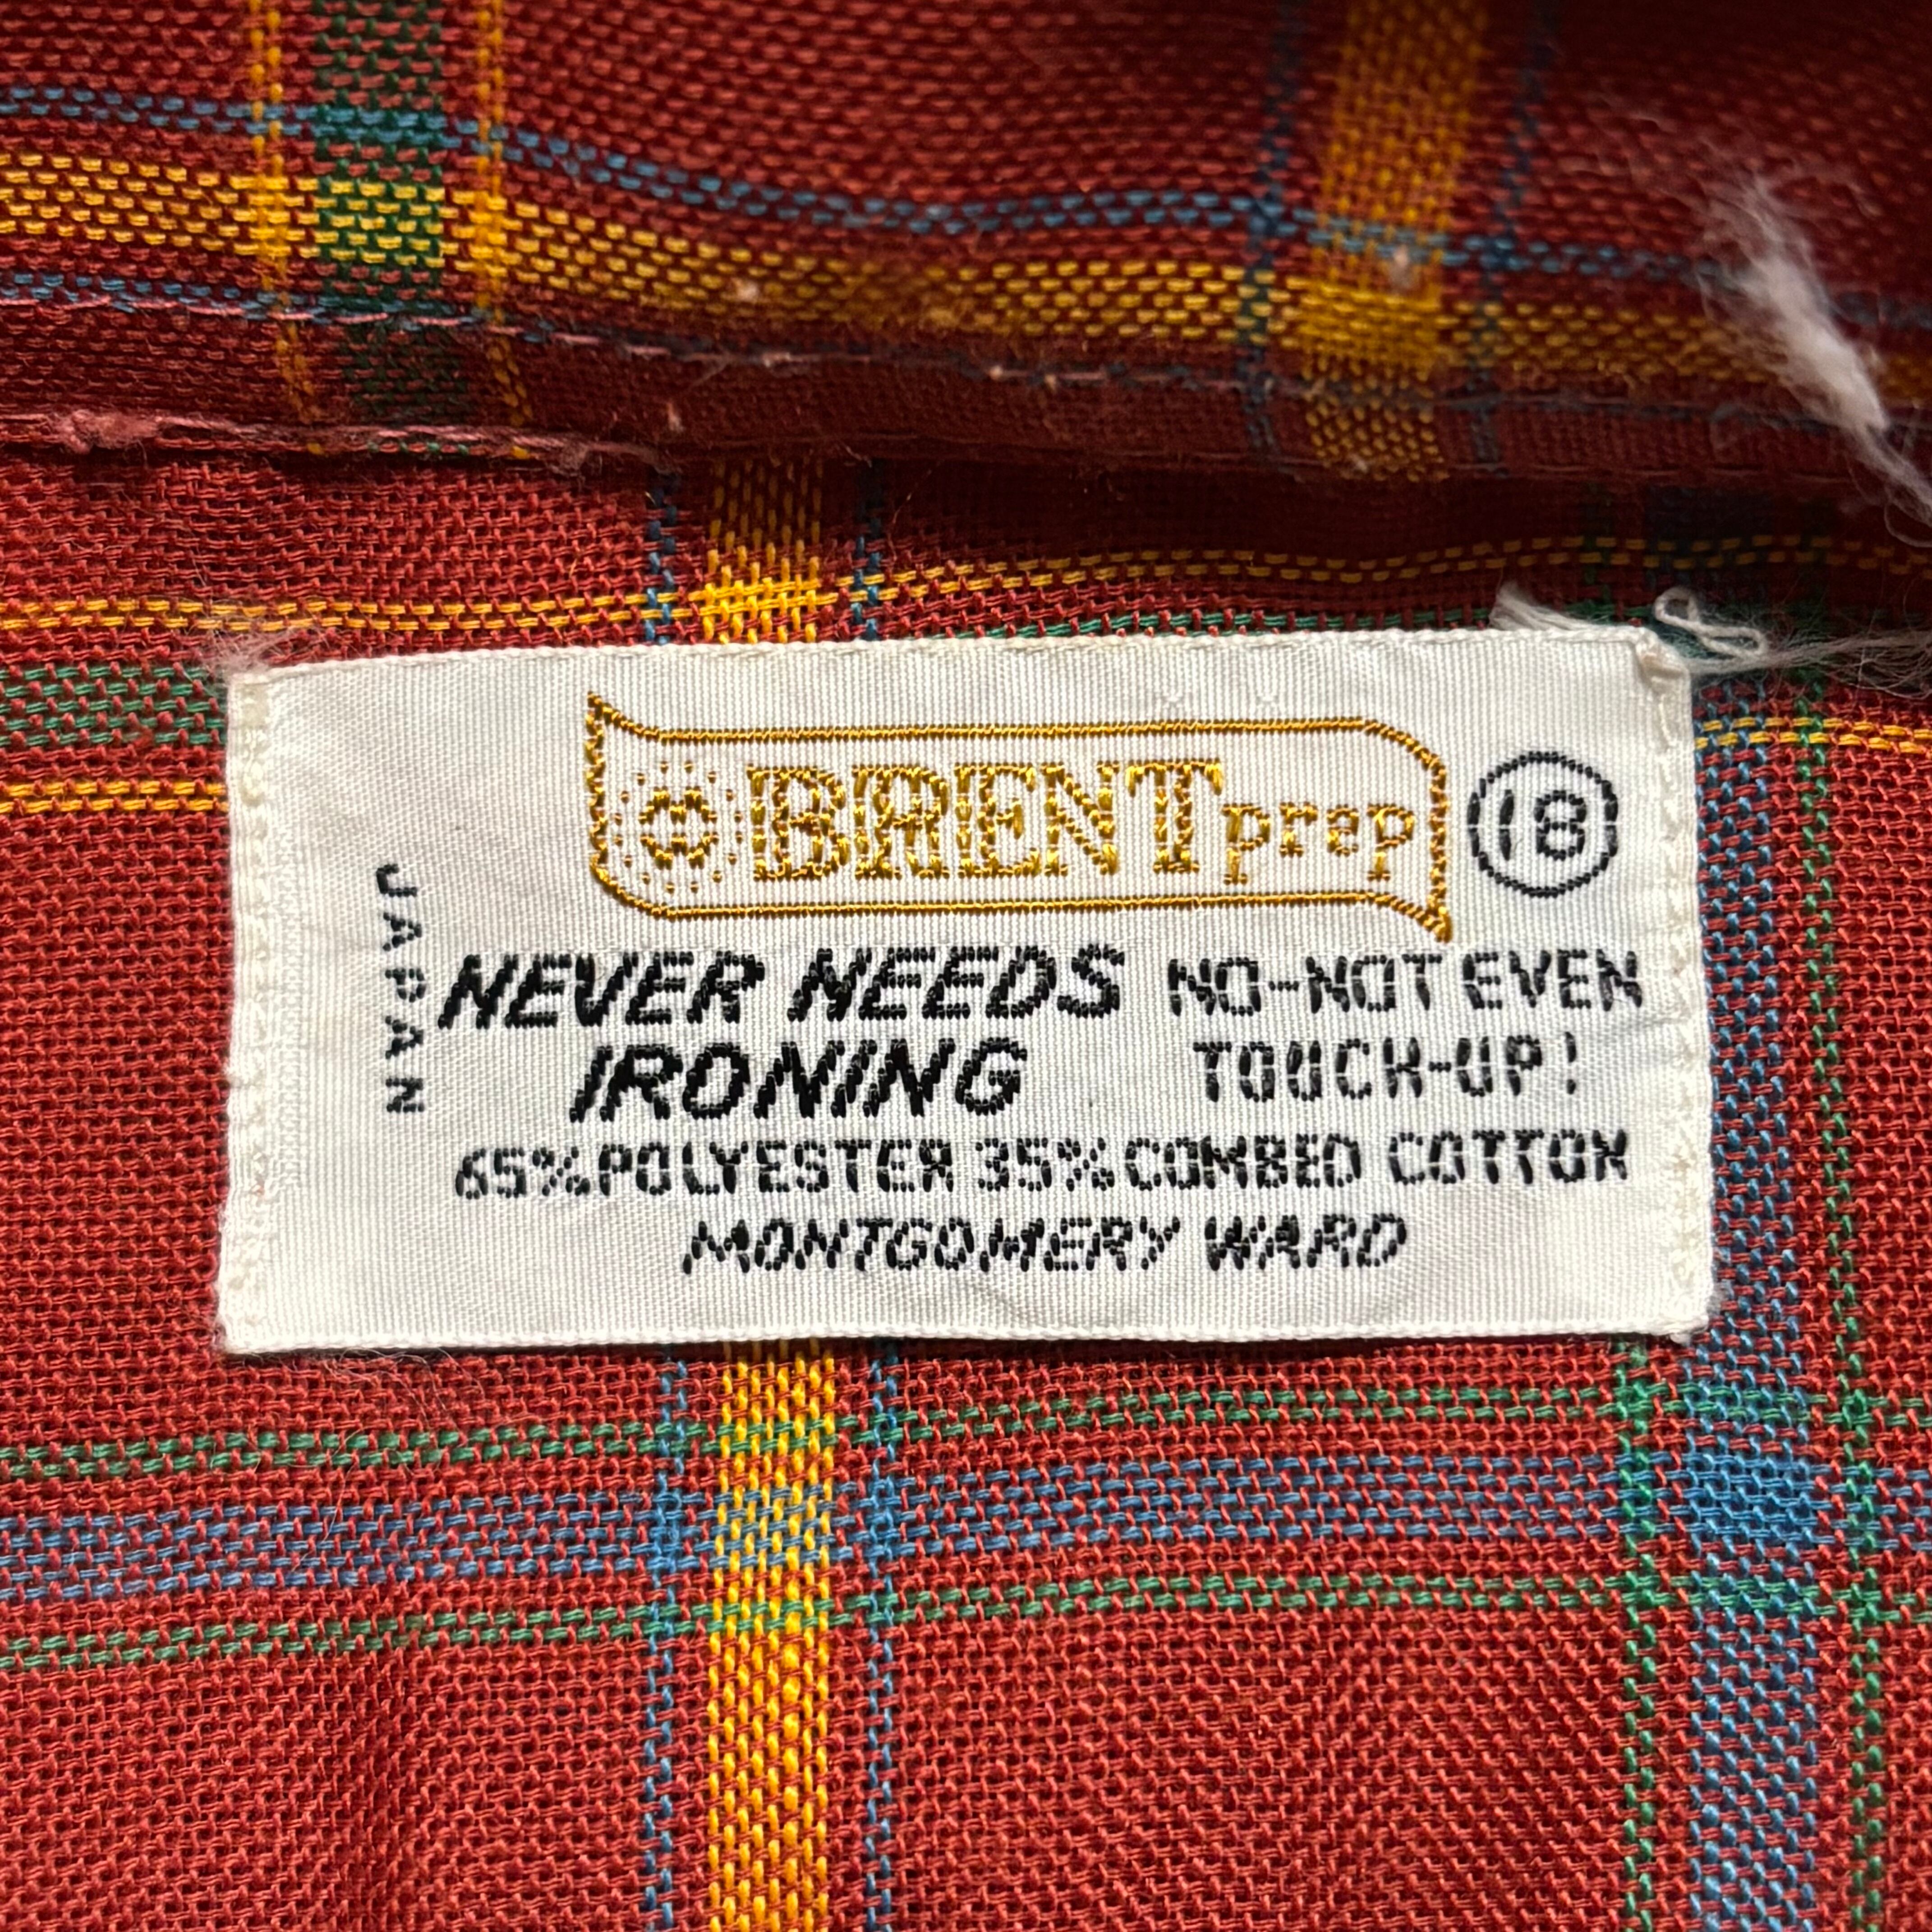 BRENT prep 18
JAPAN
NEVER NEEDS NO-NOT EVEN
IRONING TOUCH-UP!
65% POLYESTER 35% COMBED COTTON
MONTGOMERY WARD